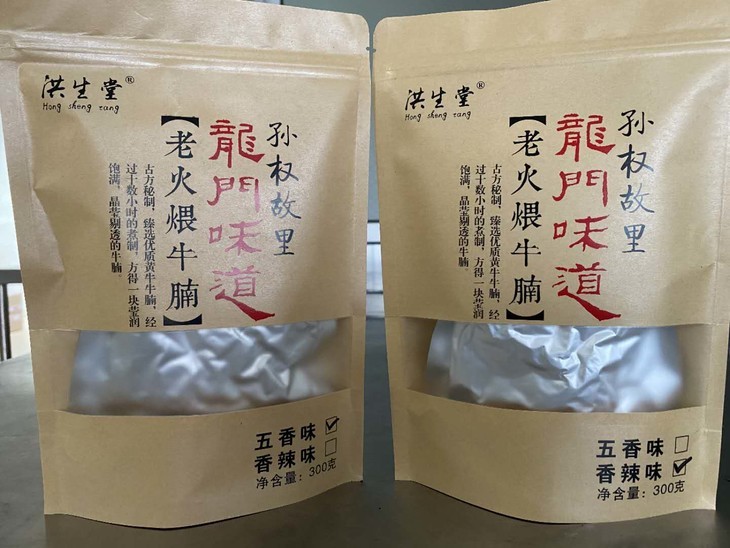 洪生堂®
Hong sheng tang
孙权故里
龍門味道
【老火煨牛腩】
古方秘制，臻选优质黄牛牛腩，经
过十数小时的煮制，方得一块莹润
饱满，晶莹剔透的牛腩。
五香味 ☑
香辣味 □
净含量：300克
洪生堂®
Hong sheng tang
孙权故里
龍門味道
【老火煨牛腩】
古方秘制，臻选优质黄牛牛腩，经
过十数小时的煮制，方得一块莹润
饱满，晶莹剔透的牛腩。
五香味 □
香辣味 ☑
净含量：300克